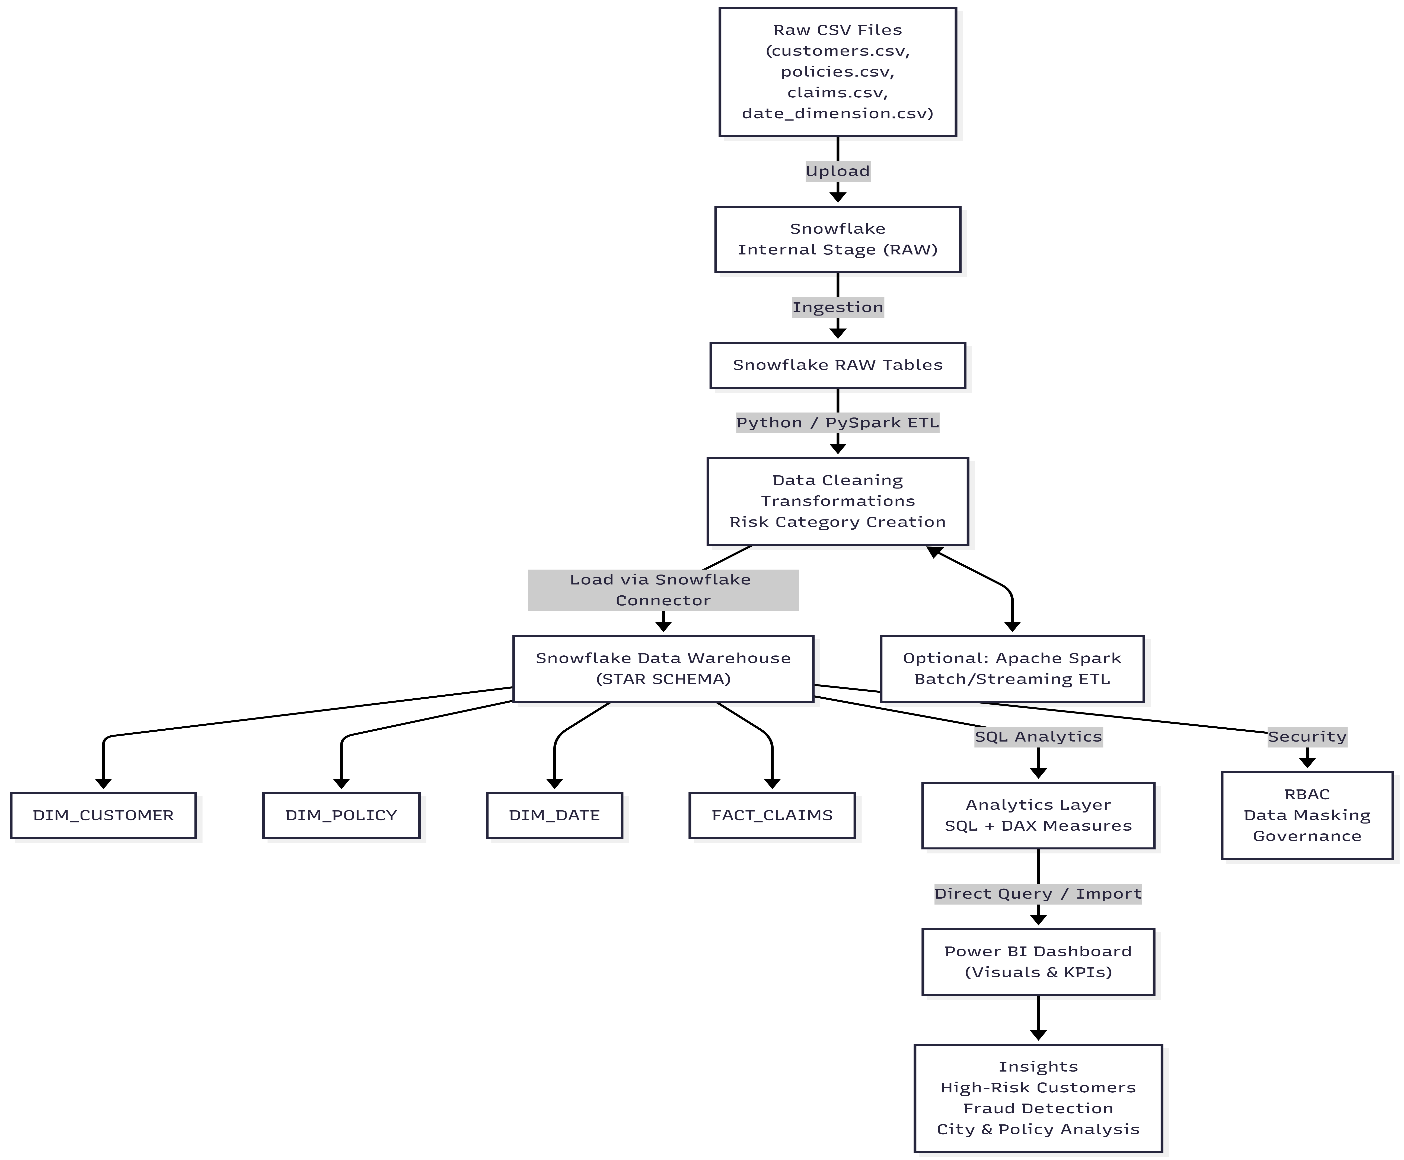 Raw CSV Files
(customers.csv,
policies.csv,
claims.csv,
date_dimension.csv)
Upload
Snowflake
Internal Stage (RAW)
Ingestion
Snowflake RAW Tables
Python / PySpark ETL
Data Cleaning
Transformations
Risk Category Creation
Load via Snowflake
Connector
Snowflake Data Warehouse
(STAR SCHEMA)
Optional: Apache Spark
Batch/Streaming ETL
SQL Analytics
Security
DIM_CUSTOMER
DIM_POLICY
DIM_DATE
FACT_CLAIMS
Analytics Layer
SQL + DAX Measures
RBAC
Data Masking
Governance
Direct Query / Import
Power BI Dashboard
(Visuals & KPIs)
Insights
High-Risk Customers
Fraud Detection
City & Policy Analysis